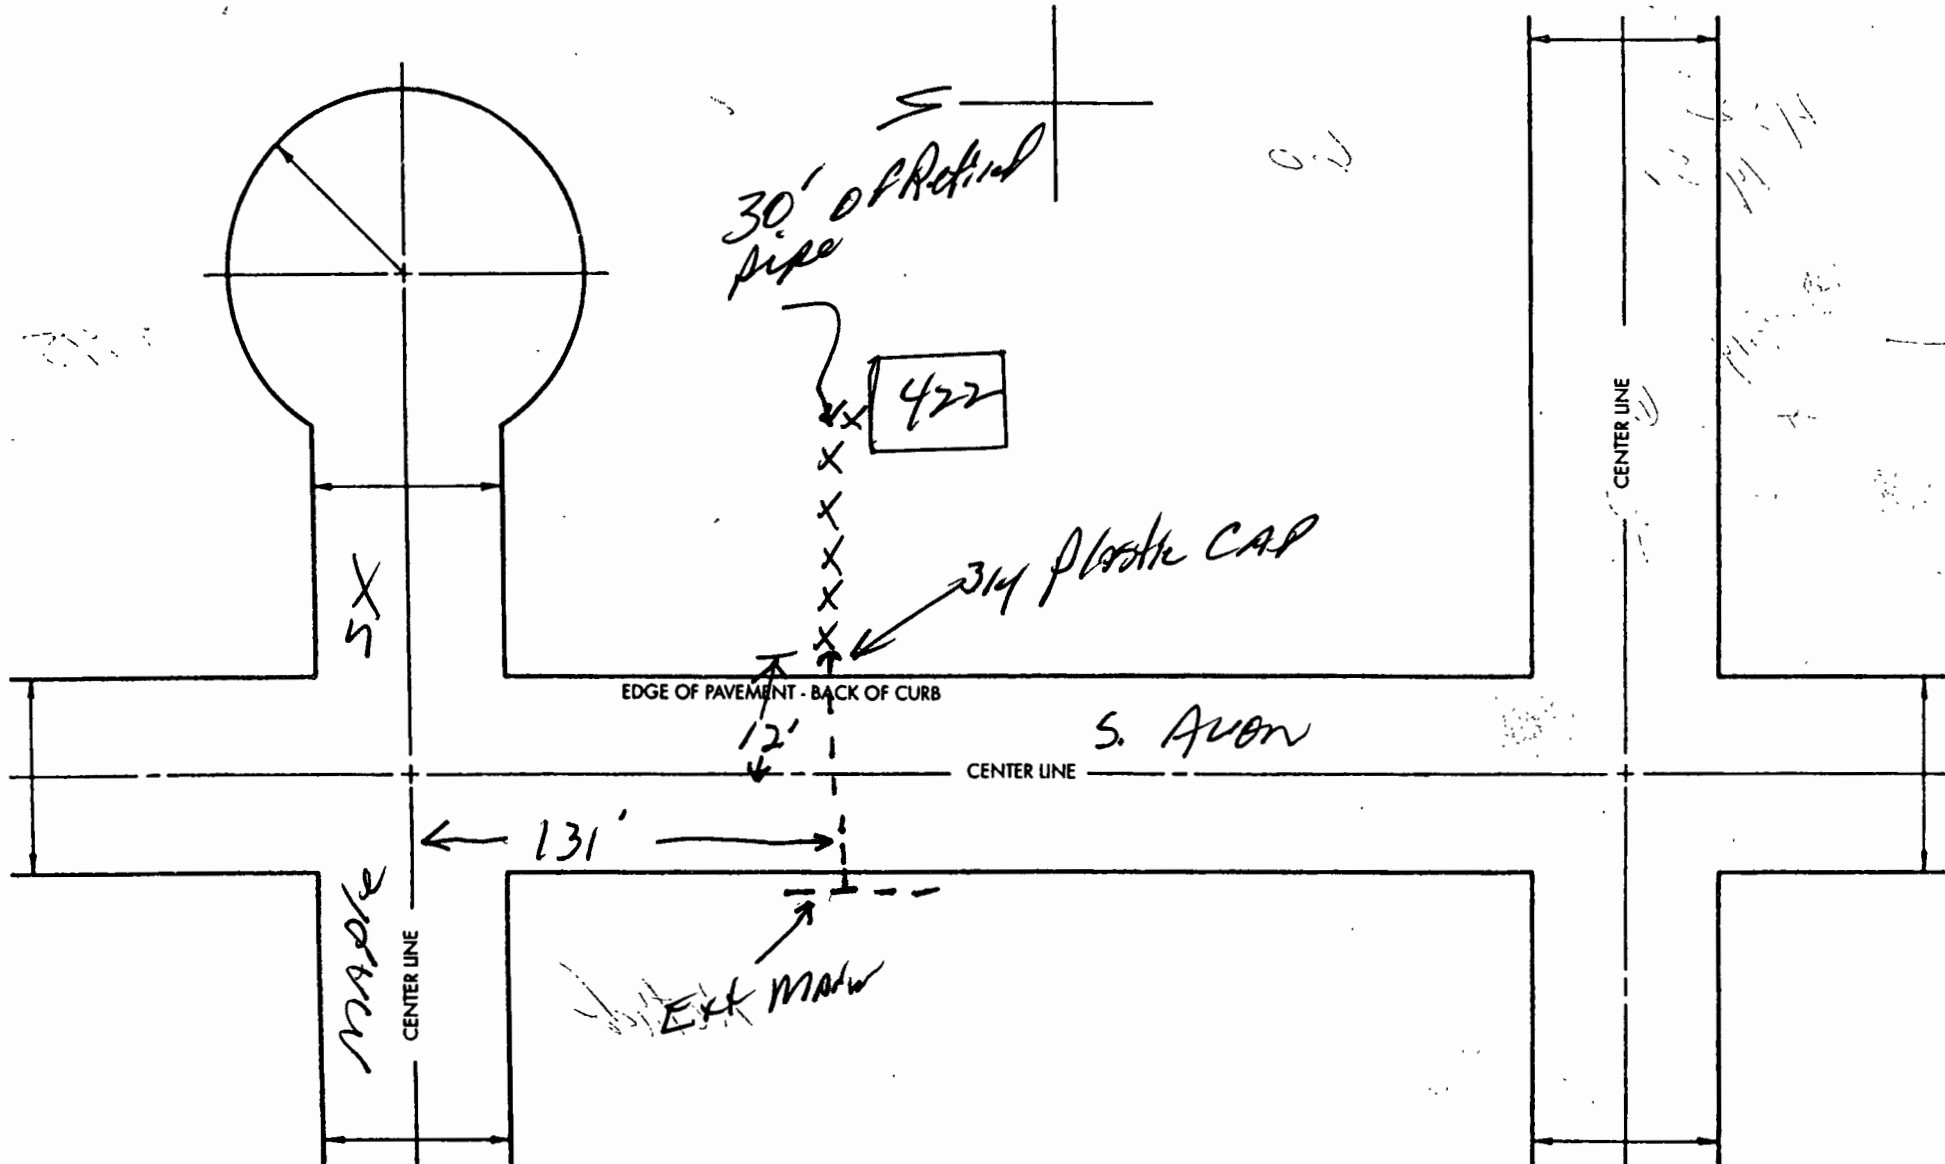 30' of Retired
pipe
422
3/4 Plastic CAP
EDGE OF PAVEMENT - BACK OF CURB
12'
S. Avon
CENTER LINE
131'
Ext MAIN
Maple
CENTER LINE
CENTER LINE